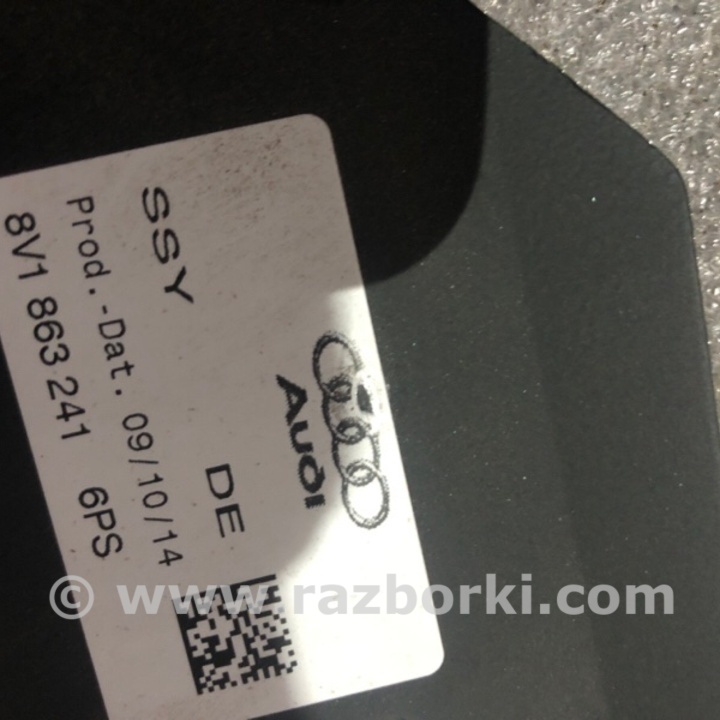 Audi
SSY DE
Prod.-Dat. 09/10/14
8V1 863 241 6PS
© www.razborki.com